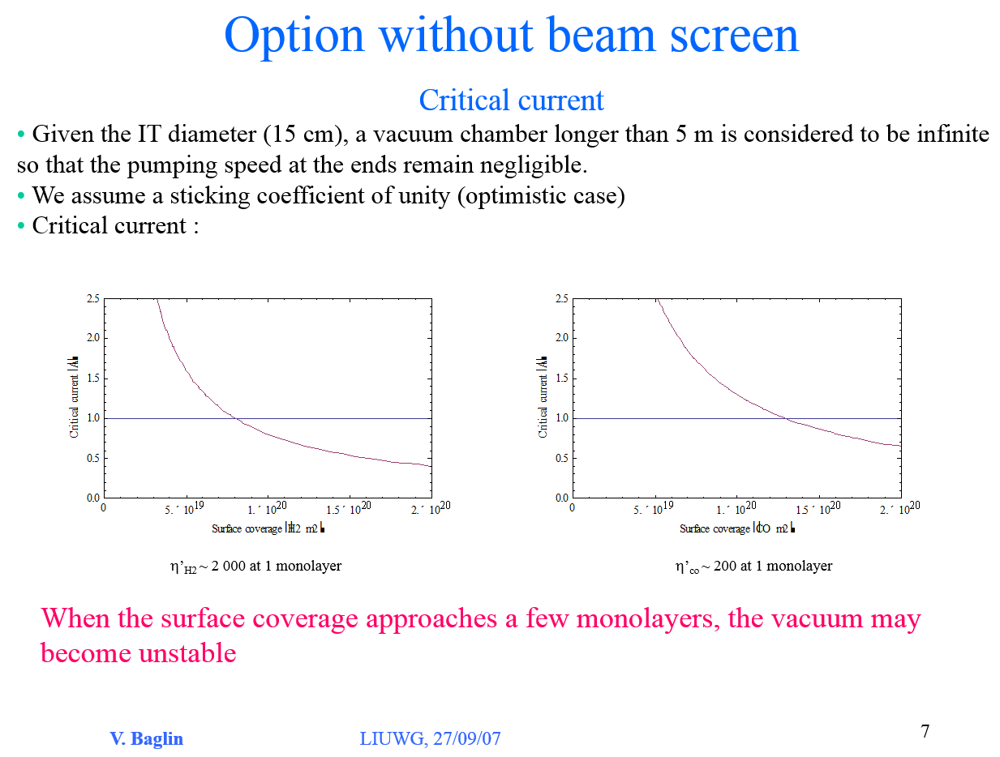 Option without beam screen
Critical current
• Given the IT diameter (15 cm), a vacuum chamber longer than 5 m is considered to be infinite
so that the pumping speed at the ends remain negligible.
• We assume a sticking coefficient of unity (optimistic case)
• Critical current :
2.5
2.0
1.5
1.0
0.5
0.0
Critical current
0
5.´10^19
1.´10^20
1.5´10^20
2.´10^20
Surface coverage H2 m2
η'H2 ~ 2 000 at 1 monolayer
2.5
2.0
1.5
1.0
0.5
0.0
Critical current
0
5.´10^19
1.´10^20
1.5´10^20
2.´10^20
Surface coverage CO m2
η'co ~ 200 at 1 monolayer
When the surface coverage approaches a few monolayers, the vacuum may
become unstable
V. Baglin
LIUWG, 27/09/07
7